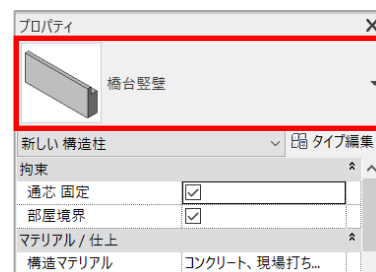 プロパティ
橋台竪壁
新しい 構造柱 タイプ編集
拘束
通芯 固定
部屋境界
マテリアル / 仕上
構造マテリアル コンクリート、現場打ち...